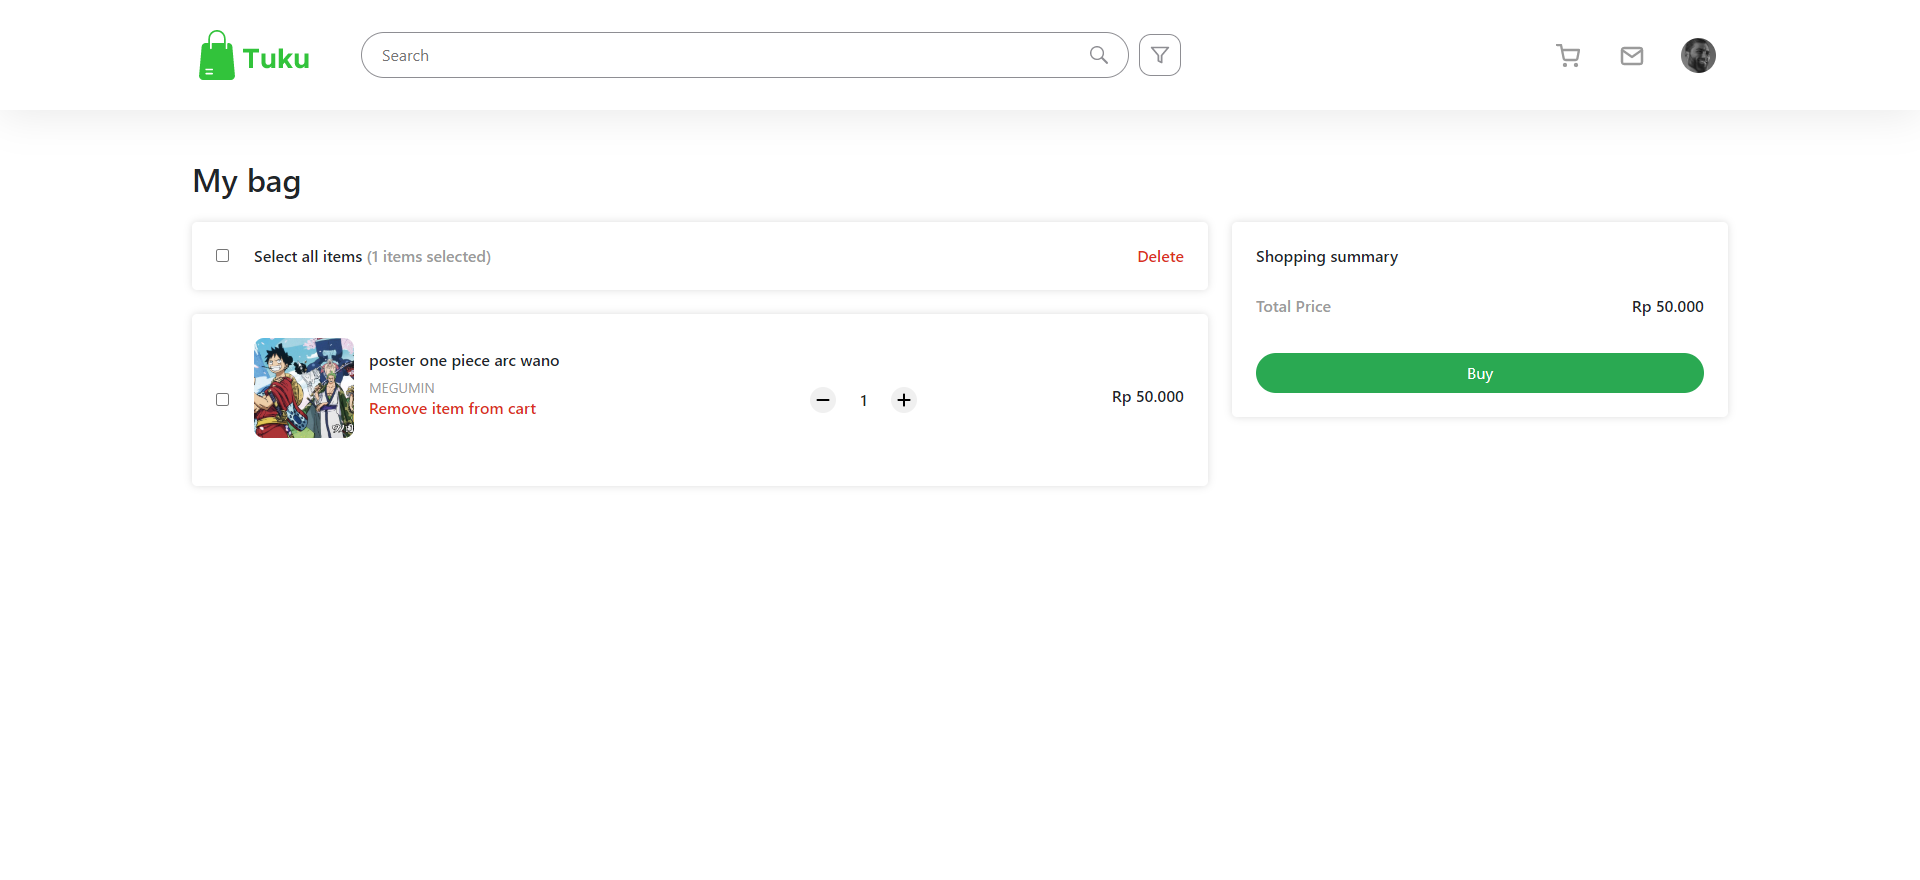 Tuku
Search
My bag
Select all items (1 items selected)
Delete
Shopping summary
Total Price
Rp 50.000
Buy
poster one piece arc wano
MEGUMIN
Remove item from cart
1
Rp 50.000